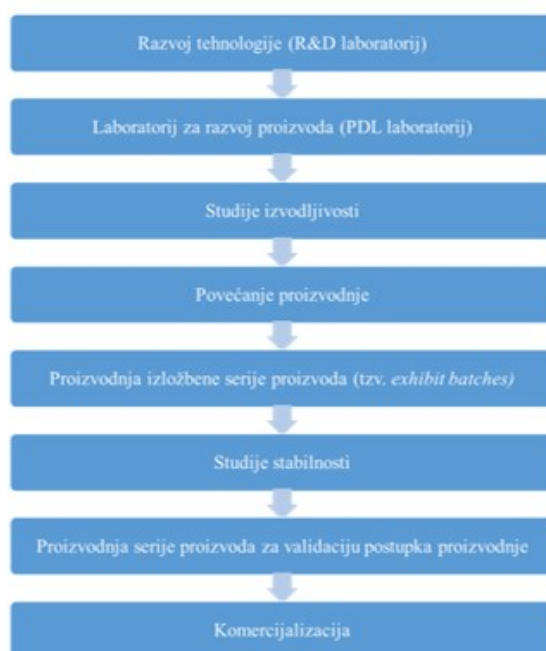 Razvoj tehnologije (R&D laboratorij)
Laboratorij za razvoj proizvoda (PDL laboratorij)
Studije izvodljivosti
Povećanje proizvodnje
Proizvodnja izložbene serije proizvoda (tzv. exhibit batches)
Studije stabilnosti
Proizvodnja serije proizvoda za validaciju postupka proizvodnje
Komercijalizacija